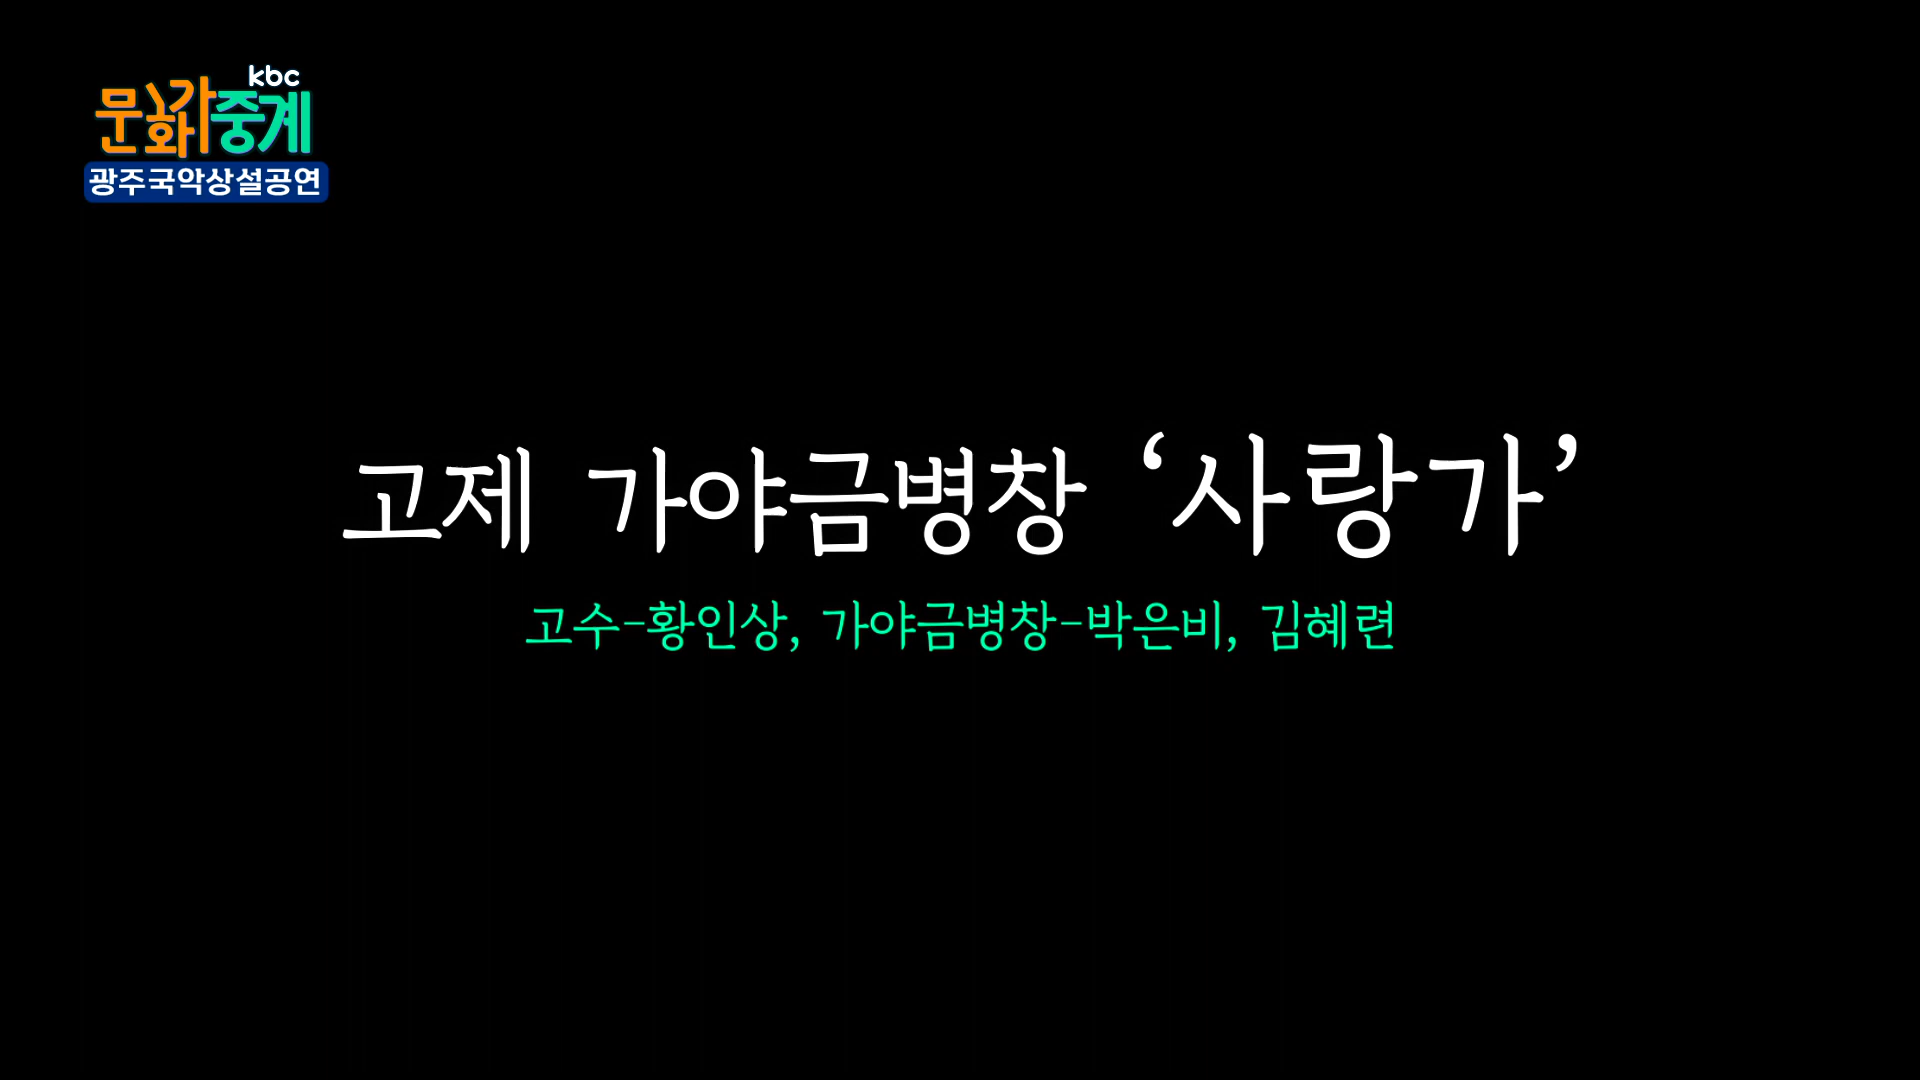 kbc
문화가중계
광주국악상설공연
고제 가야금병창 ‘사랑가’
고수-황인상, 가야금병창-박은비, 김혜련